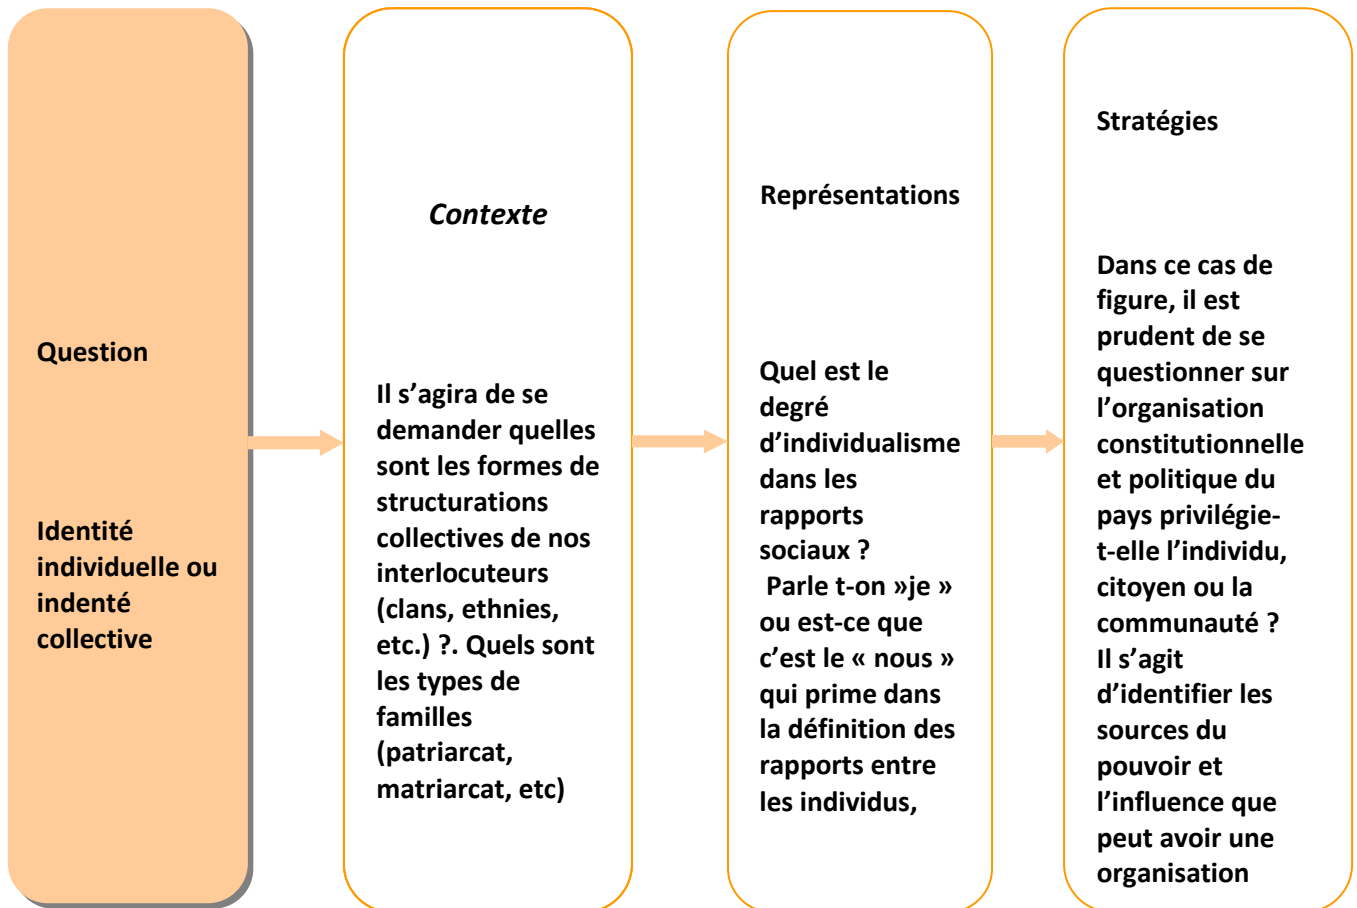 Question
Identité
individuelle ou
indenté
collective
Contexte
Il s’agira de se
demander quelles
sont les formes de
structurations
collectives de nos
interlocuteurs
(clans, ethnies,
etc.) ?. Quels sont
les types de
familles
(patriarcat,
matriarcat, etc)
Représentations
Quel est le
degré
d’individualisme
dans les
rapports
sociaux ?
Parle t-on »je »
ou est-ce que
c’est le « nous »
qui prime dans
la définition des
rapports entre
les individus,
Stratégies
Dans ce cas de
figure, il est
prudent de se
questionner sur
l’organisation
constitutionnelle
et politique du
pays privilégie-
t-elle l’individu,
citoyen ou la
communauté ?
Il s’agit
d’identifier les
sources du
pouvoir et
l’influence que
peut avoir une
organisation